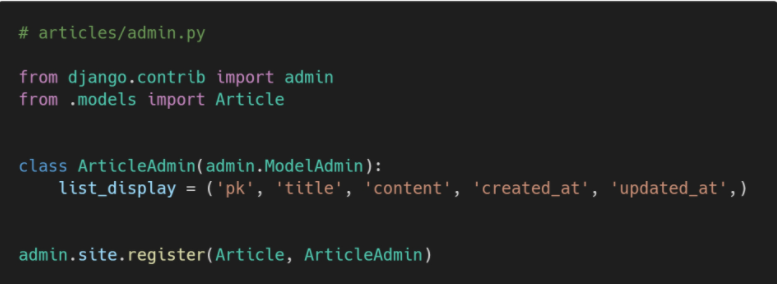 # articles/admin.py
from django.contrib import admin
from .models import Article
class ArticleAdmin(admin.ModelAdmin):
    list_display = ('pk', 'title', 'content', 'created_at', 'updated_at',)
admin.site.register(Article, ArticleAdmin)